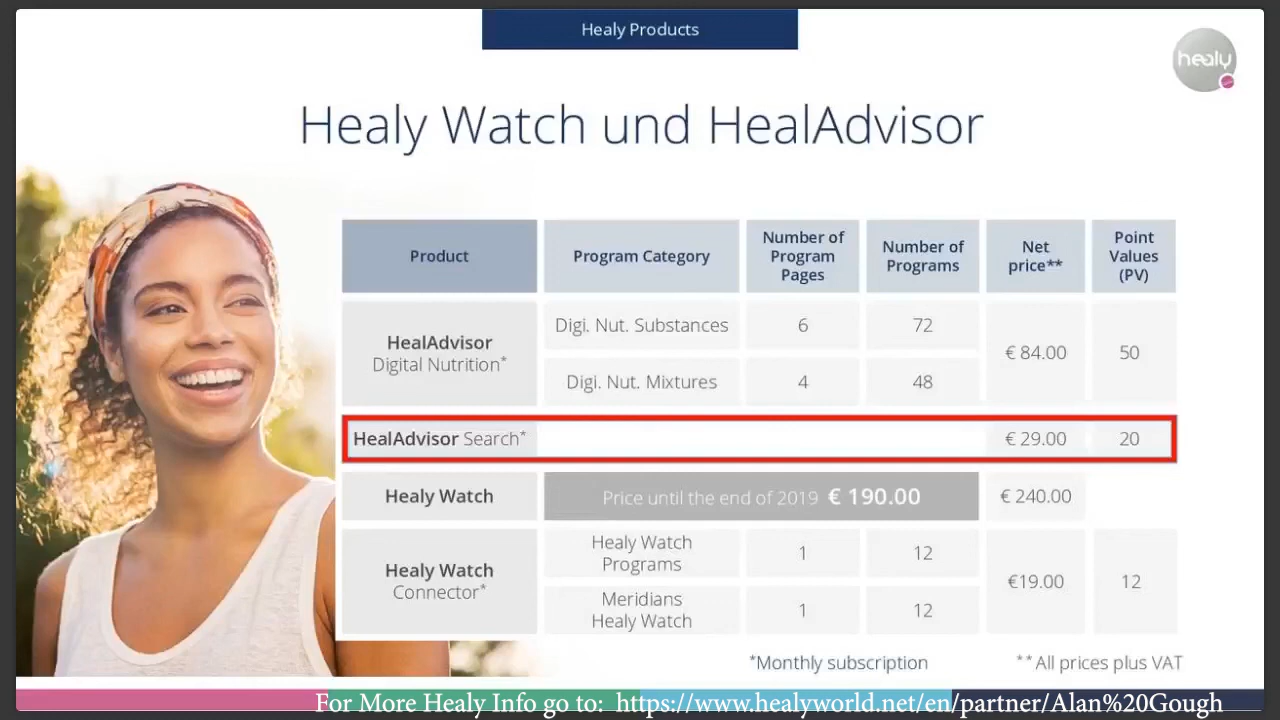 Healy Products
healy
Healy Watch und HealAdvisor
Product
Program Category
Number of
Program
Pages
Number of
Programs
Net
price**
Point
Values
(PV)
HealAdvisor
Digital Nutrition*
Digi. Nut. Substances
6
72
Digi. Nut. Mixtures
4
48
€ 84.00
50
HealAdvisor Search*
€ 29.00
20
Healy Watch
Price until the end of 2019 € 190.00
€ 240.00
Healy Watch
Connector*
Healy Watch
Programs
1
12
Meridians
Healy Watch
1
12
€19.00
12
*Monthly subscription
**All prices plus VAT
For More Healy Info go to: https://www.healyworld.net/en/partner/Alan%20Gough